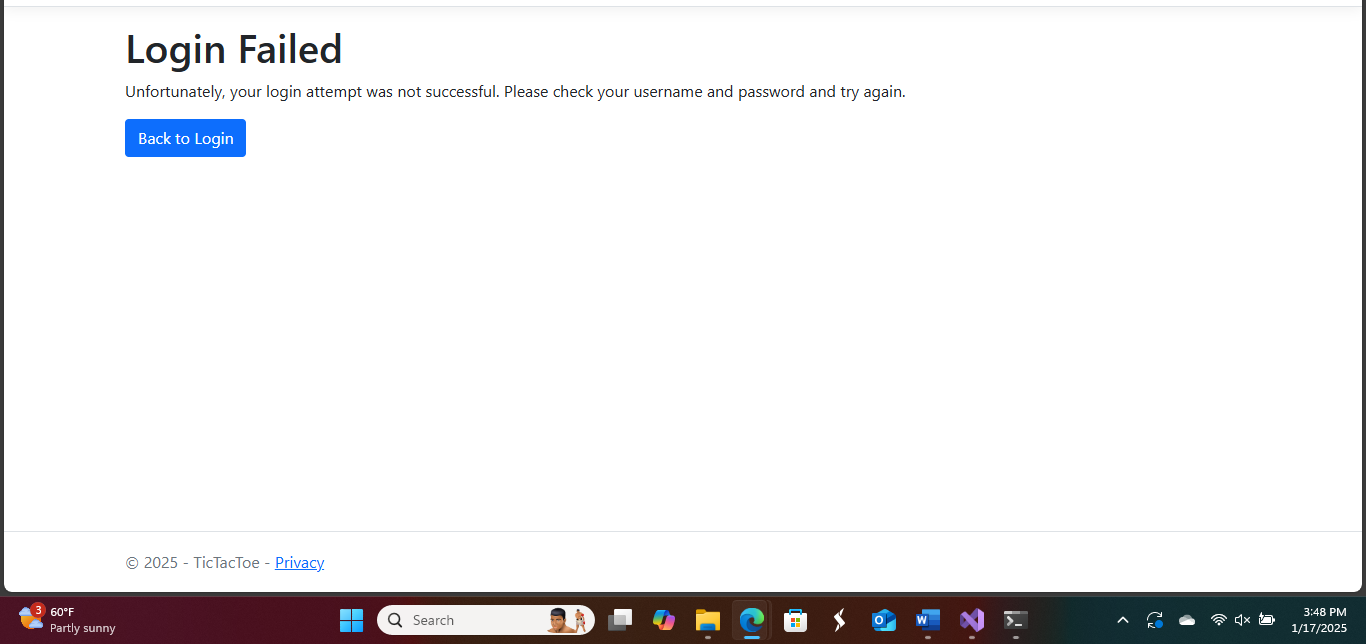 Login Failed
Unfortunately, your login attempt was not successful. Please check your username and password and try again.
Back to Login
© 2025 - TicTacToe - Privacy
3
60°F
Partly sunny
Search
3:48 PM
1/17/2025